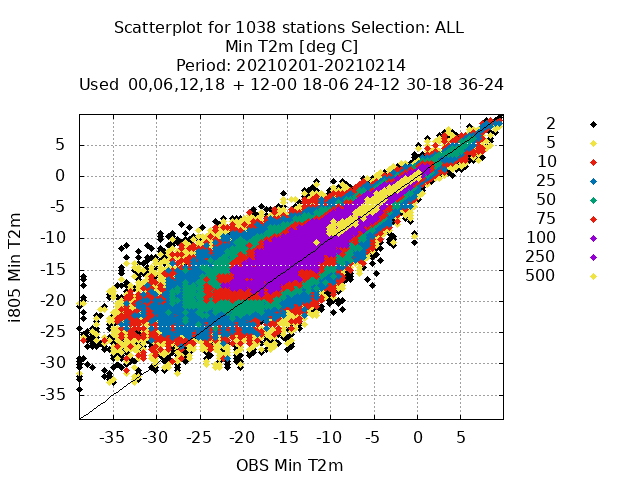 Scatterplot for 1038 stations Selection: ALL
Min T2m [deg C]
Period: 20210201-20210214
Used 00,06,12,18 + 12-00 18-06 24-12 30-18 36-24
2
5
10
25
50
75
100
250
500
5
0
-5
-10
-15
-20
-25
-30
-35
i805 Min T2m
-35 -30 -25 -20 -15 -10 -5 0 5
OBS Min T2m